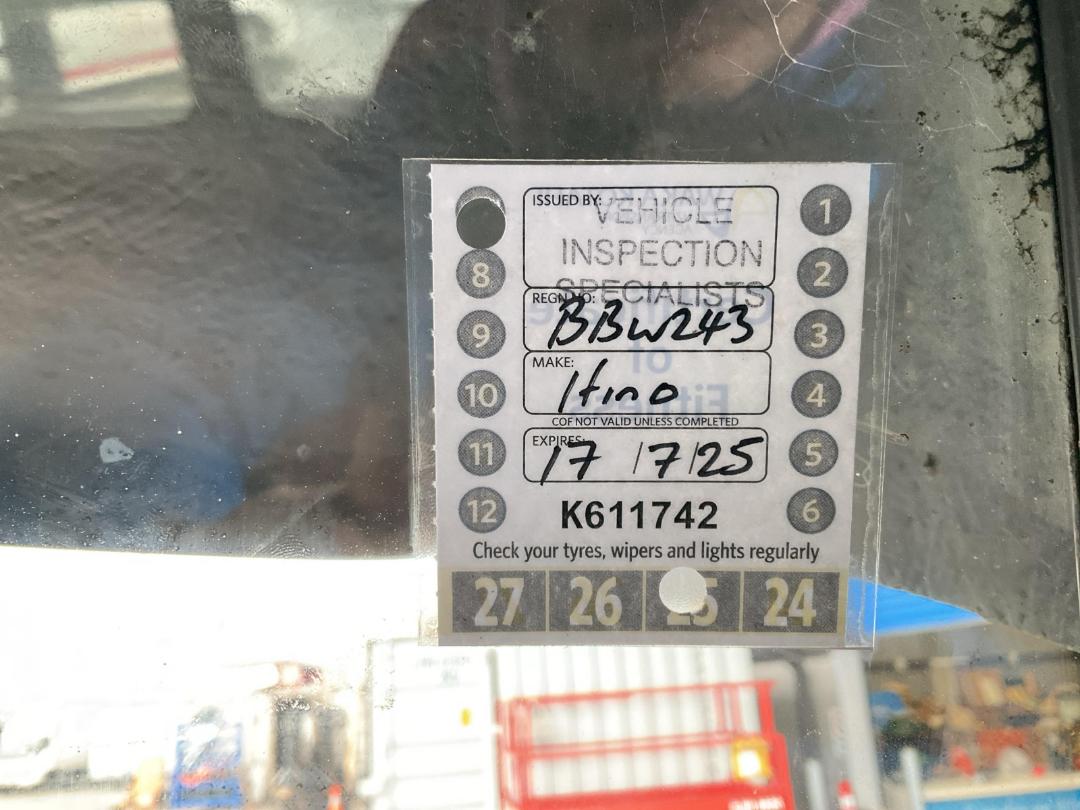 ISSUED BY:
VEHICLE
INSPECTION
SPECIALISTS
REGN NO:
BBW243
MAKE:
Hino
COF NOT VALID UNLESS COMPLETED
EXPIRES:
17/7/25
K611742
Check your tyres, wipers and lights regularly
8
9
10
11
12
1
2
3
4
5
6
27 26 25 24